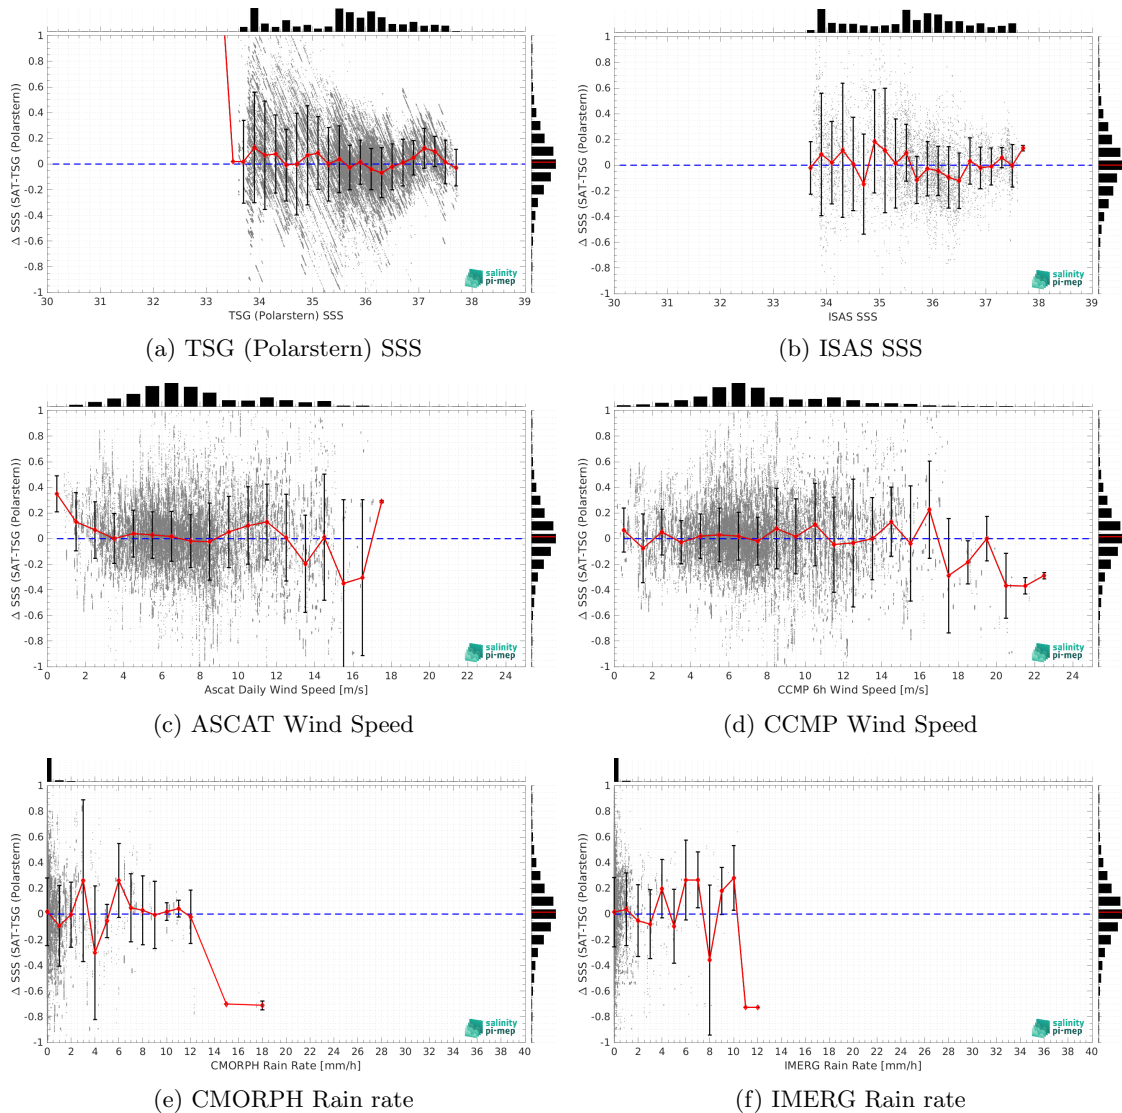 1
0.8
0.6
0.4
0.2
0
-0.2
-0.4
-0.6
-0.8
-1
Δ SSS (SAT-TSG (Polarstern))
salinity
pi-mep
30 31 32 33 34 35 36 37 38 39
TSG (Polarstern) SSS
(a) TSG (Polarstern) SSS
1
0.8
0.6
0.4
0.2
0
-0.2
-0.4
-0.6
-0.8
-1
Δ SSS (SAT-TSG (Polarstern))
salinity
pi-mep
30 31 32 33 34 35 36 37 38 39
ISAS SSS
(b) ISAS SSS
1
0.8
0.6
0.4
0.2
0
-0.2
-0.4
-0.6
-0.8
-1
Δ SSS (SAT-TSG (Polarstern))
salinity
pi-mep
0 2 4 6 8 10 12 14 16 18 20 22 24
Ascat Daily Wind Speed [m/s]
(c) ASCAT Wind Speed
1
0.8
0.6
0.4
0.2
0
-0.2
-0.4
-0.6
-0.8
-1
Δ SSS (SAT-TSG (Polarstern))
salinity
pi-mep
0 2 4 6 8 10 12 14 16 18 20 22 24
CCMP 6h Wind Speed [m/s]
(d) CCMP Wind Speed
1
0.8
0.6
0.4
0.2
0
-0.2
-0.4
-0.6
-0.8
-1
Δ SSS (SAT-TSG (Polarstern))
salinity
pi-mep
0 2 4 6 8 10 12 14 16 18 20 22 24 26 28 30 32 34 36 38 40
CMORPH Rain Rate [mm/h]
(e) CMORPH Rain rate
1
0.8
0.6
0.4
0.2
0
-0.2
-0.4
-0.6
-0.8
-1
Δ SSS (SAT-TSG (Polarstern))
salinity
pi-mep
0 2 4 6 8 10 12 14 16 18 20 22 24 26 28 30 32 34 36 38 40
IMERG Rain Rate [mm/h]
(f) IMERG Rain rate